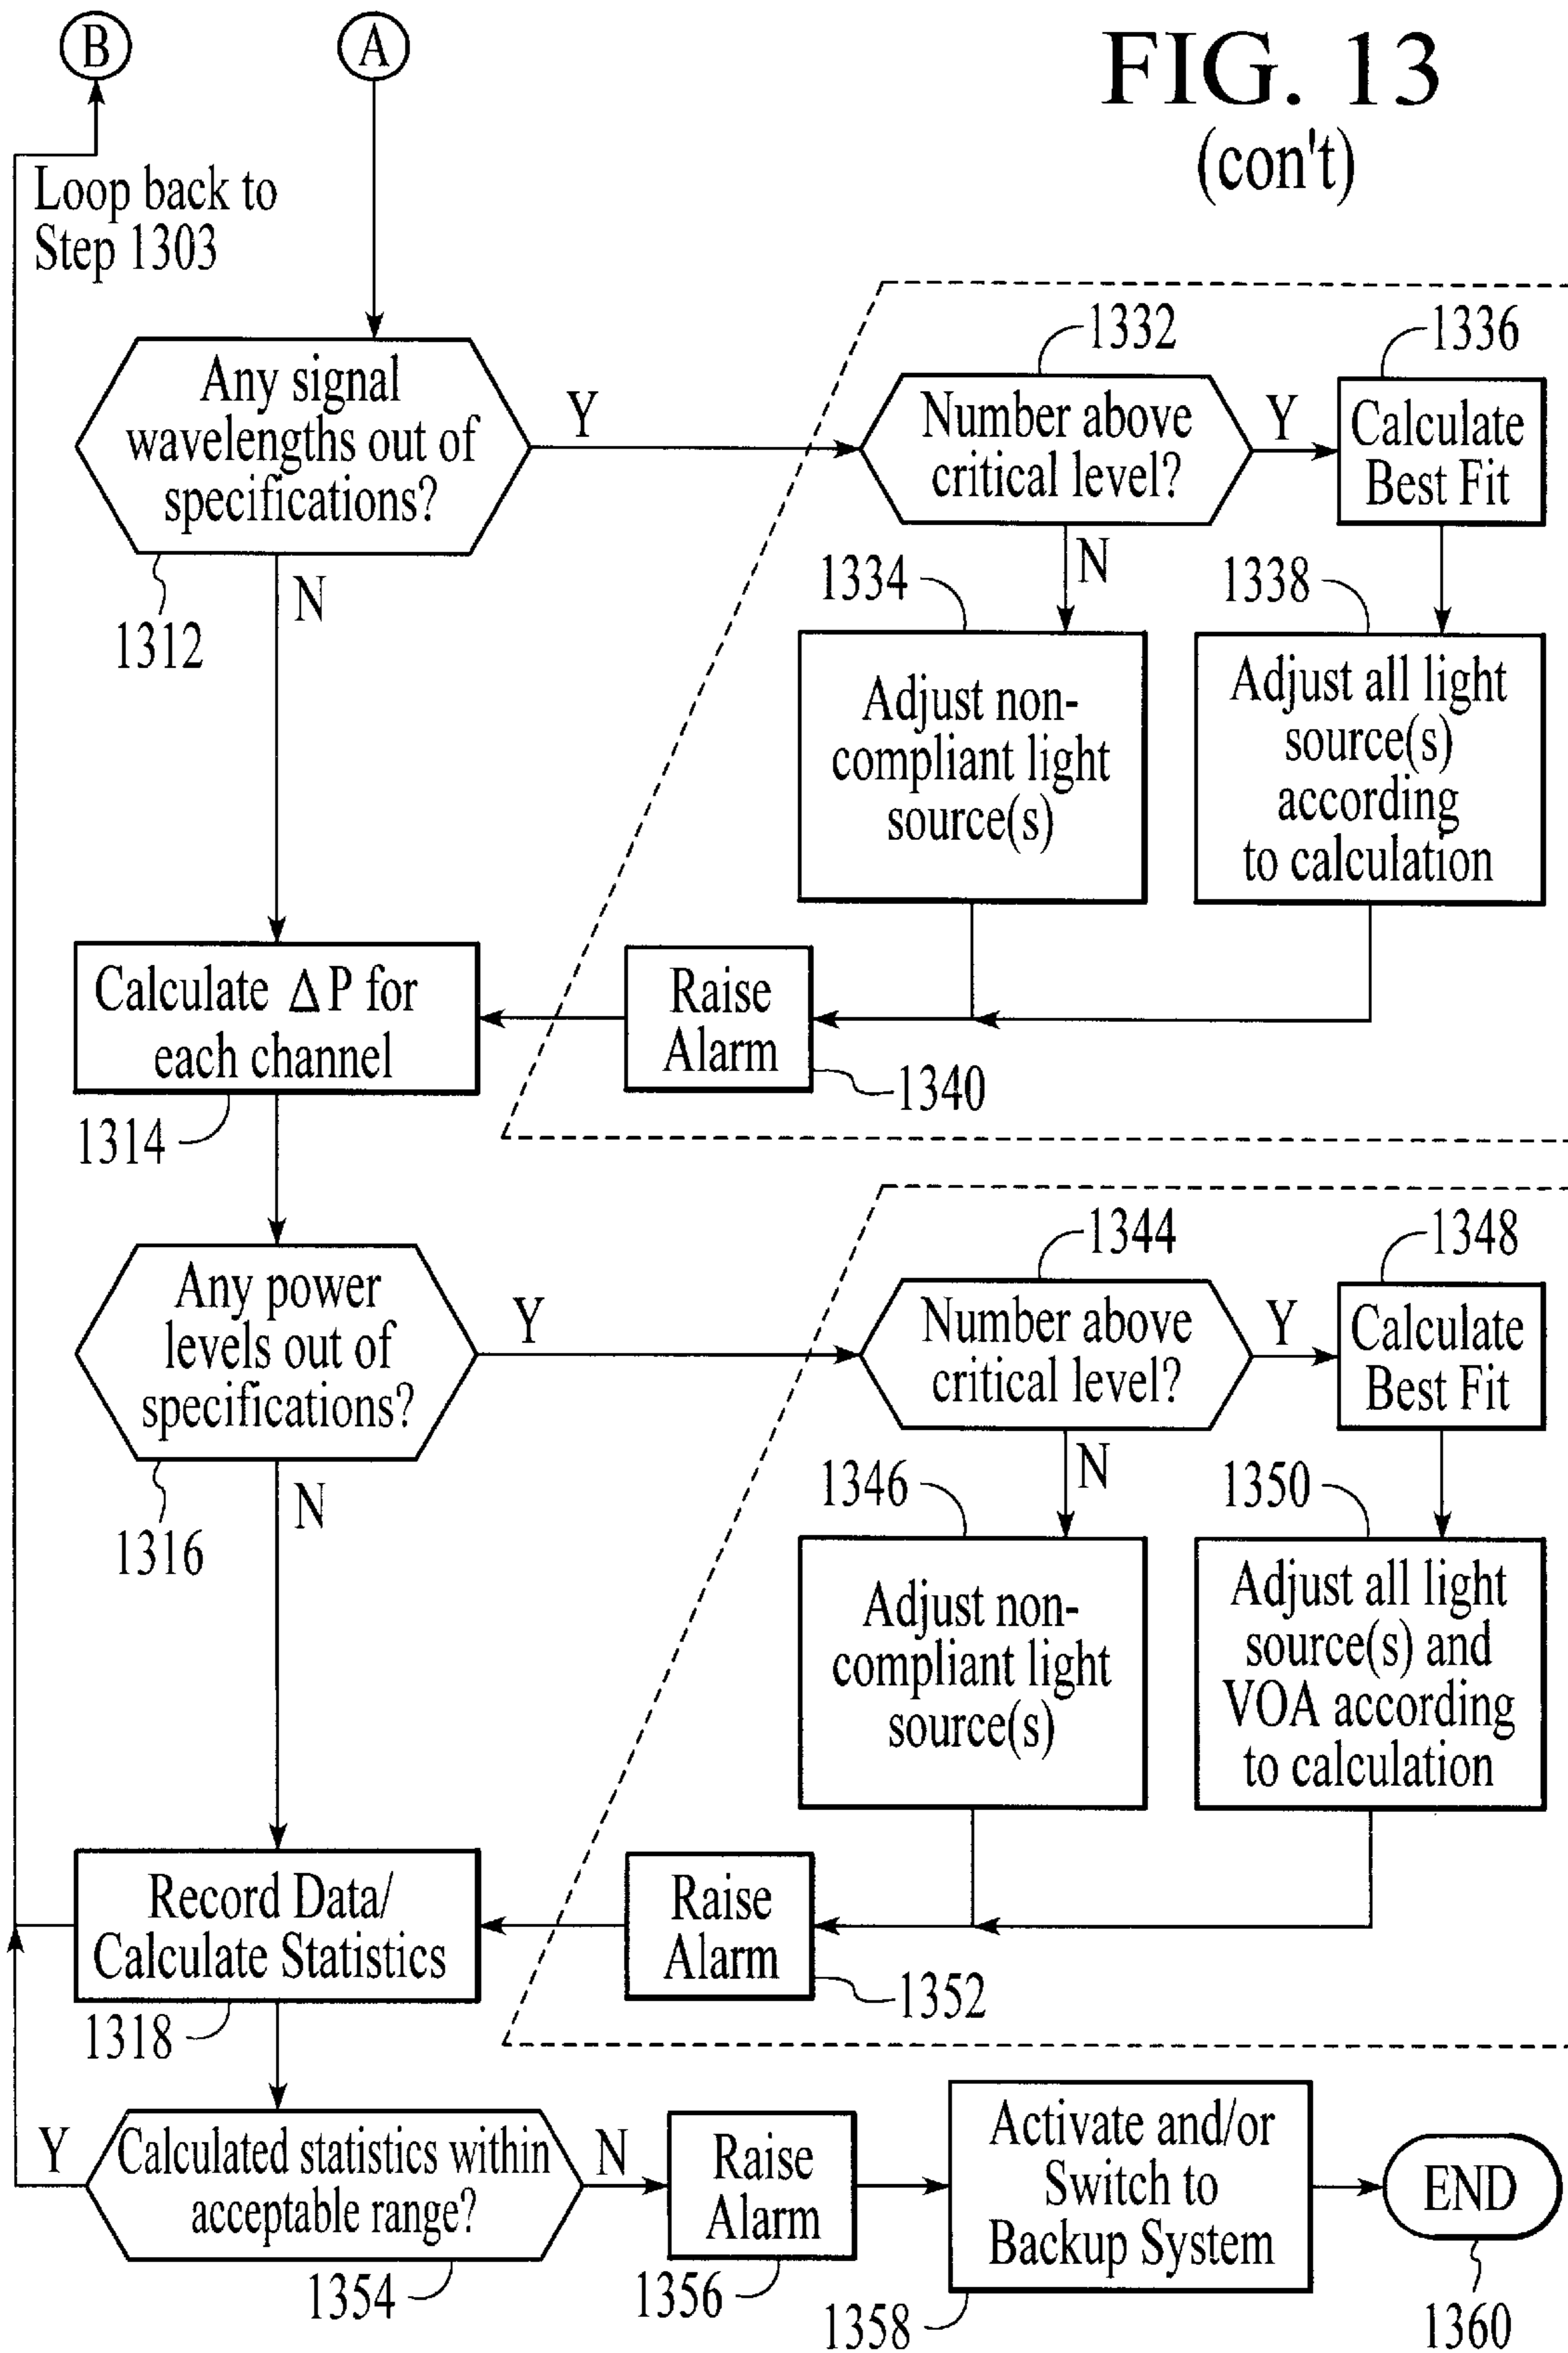 B
A
FIG. 13
(con't)
Loop back to
Step 1303
1332
1336
Any signal
wavelengths out of
specifications?
Y
Number above
critical level?
Y
Calculate
Best Fit
1312
N
1334
N
1338
Adjust non-
compliant light
source(s)
Adjust all light
source(s)
according
to calculation
Calculate ΔP for
each channel
Raise
Alarm
1340
1314
1344
1348
Any power
levels out of
specifications?
Y
Number above
critical level?
Y
Calculate
Best Fit
1316
N
1346
N
1350
Adjust non-
compliant light
source(s)
Adjust all light
source(s) and
VOA according
to calculation
Record Data/
Calculate Statistics
Raise
Alarm
1352
1318
Y
Calculated statistics within
acceptable range?
N
Raise
Alarm
Activate and/or
Switch to
Backup System
END
1354
1356
1358
1360